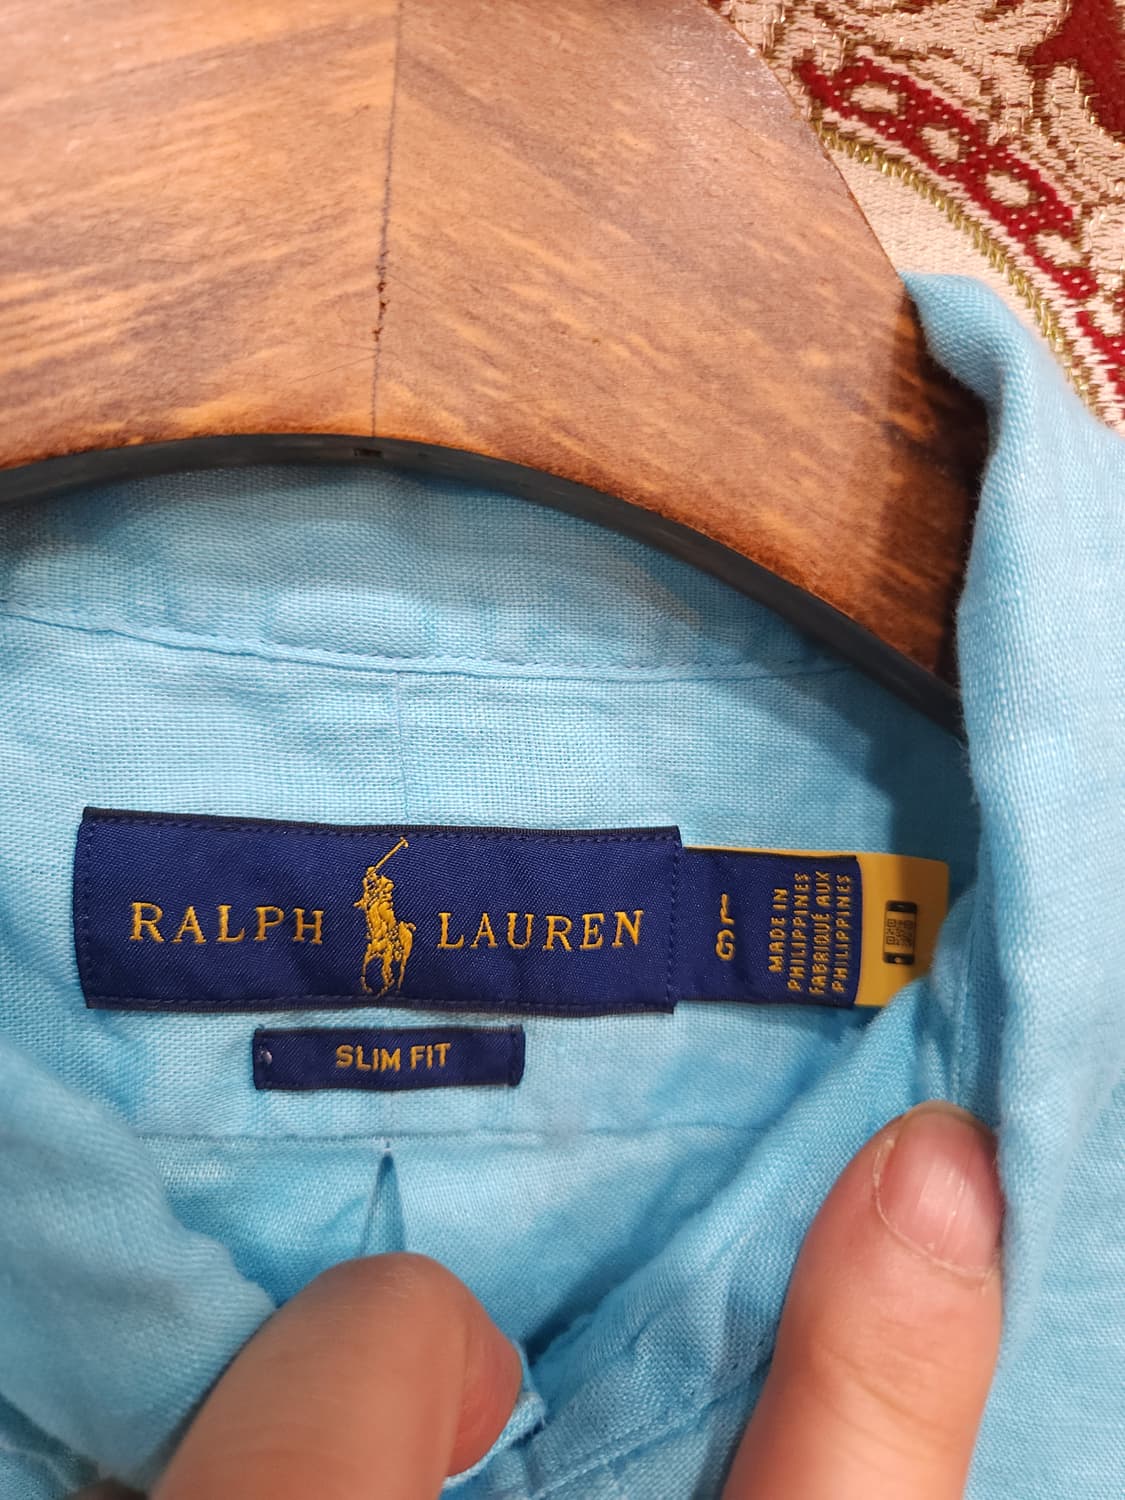 RALPH LAUREN
SLIM FIT
G L
MADE IN
PHILIPPINES
FABRIQUÉ AUX
PHILIPPINES